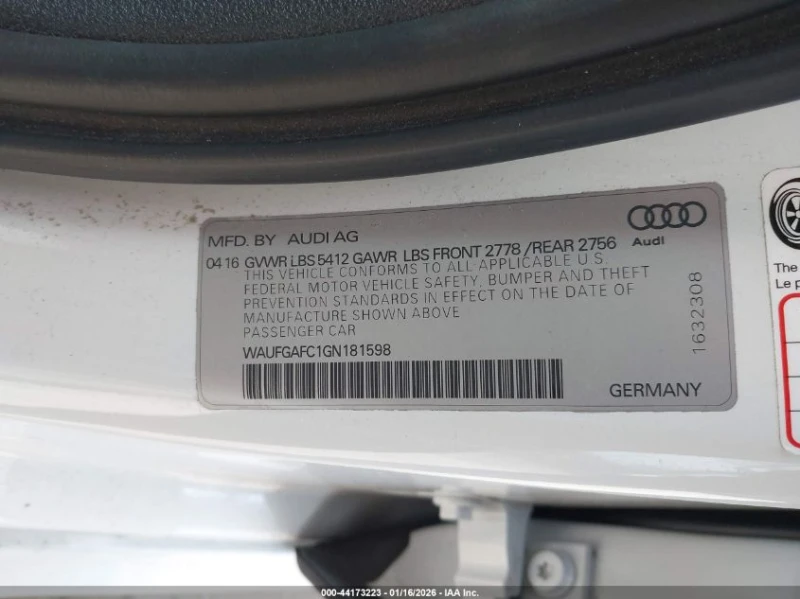 MFD. BY AUDI AG
Audi
04 16 GVWR LBS 5412 GAWR LBS FRONT 2778 /REAR 2756
THIS VEHICLE CONFORMS TO ALL APPLICABLE U.S.
FEDERAL MOTOR VEHICLE SAFETY, BUMPER AND THEFT
PREVENTION STANDARDS IN EFFECT ON THE DATE OF
MANUFACTURE SHOWN ABOVE
PASSENGER CAR
WAUFGAFC1GN181598
GERMANY
1632308
The
Le p
000-44173223 - 01/16/2026 - IAA Inc.